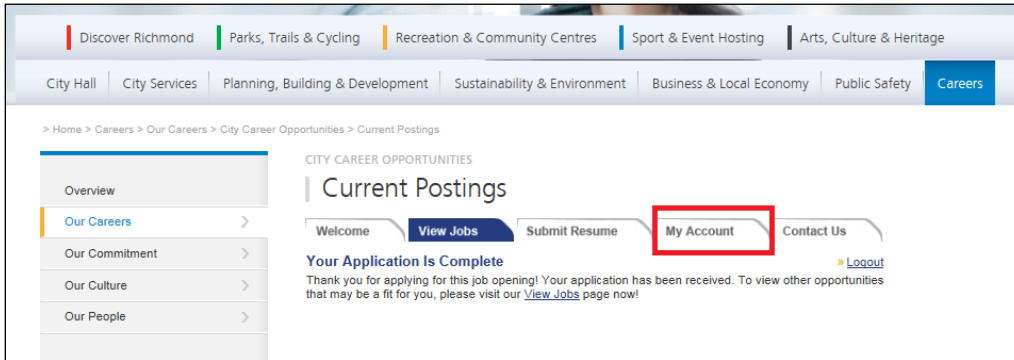 Discover Richmond Parks, Trails & Cycling Recreation & Community Centres Sport & Event Hosting Arts, Culture & Heritage
City Hall City Services Planning, Building & Development Sustainability & Environment Business & Local Economy Public Safety Careers
> Home > Careers > Our Careers > City Career Opportunities > Current Postings
Overview
Our Careers
Our Commitment
Our Culture
Our People
CITY CAREER OPPORTUNITIES
Current Postings
Welcome View Jobs Submit Resume My Account Contact Us
Your Application Is Complete » Logout
Thank you for applying for this job opening! Your application has been received. To view other opportunities
that may be a fit for you, please visit our View Jobs page now!